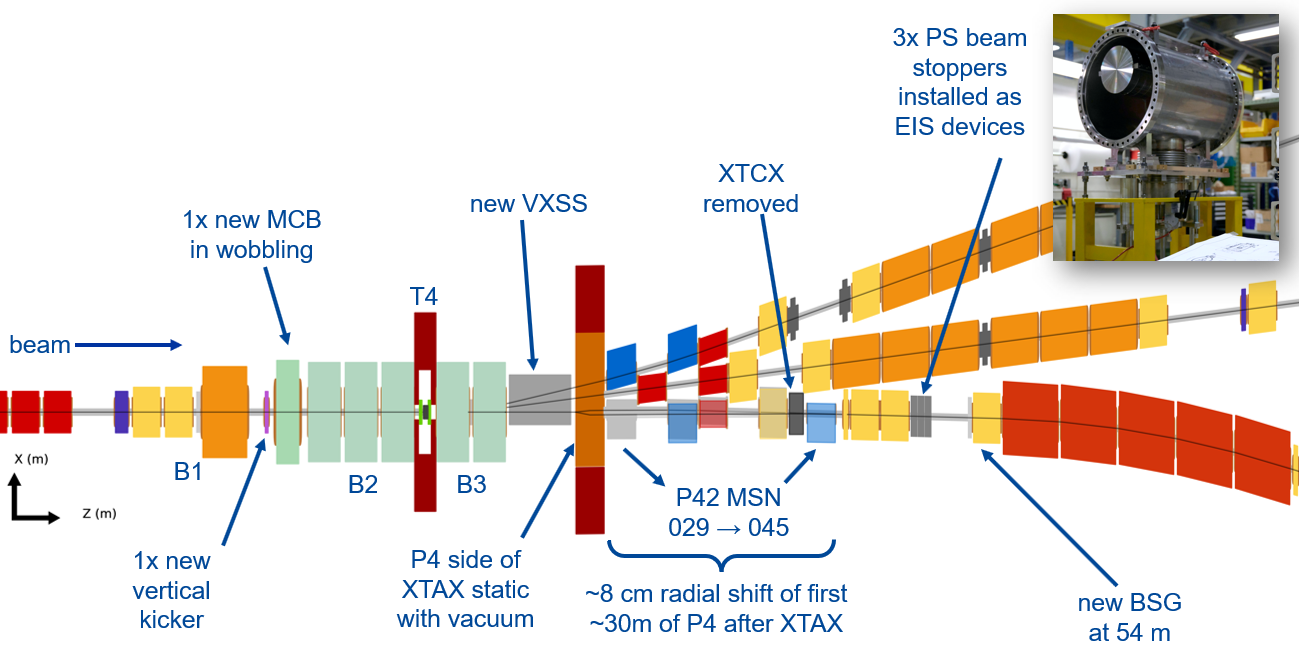 3x PS beam
stoppers
installed as
EIS devices
XTCX
removed
new VXSS
1x new MCB
in wobbling
T4
beam
B1
B2
B3
X (m)
Z (m)
P42 MSN
029 → 045
1x new
vertical
kicker
P4 side of
XTAX static
with vacuum
~8 cm radial shift of first
~30m of P4 after XTAX
new BSG
at 54 m